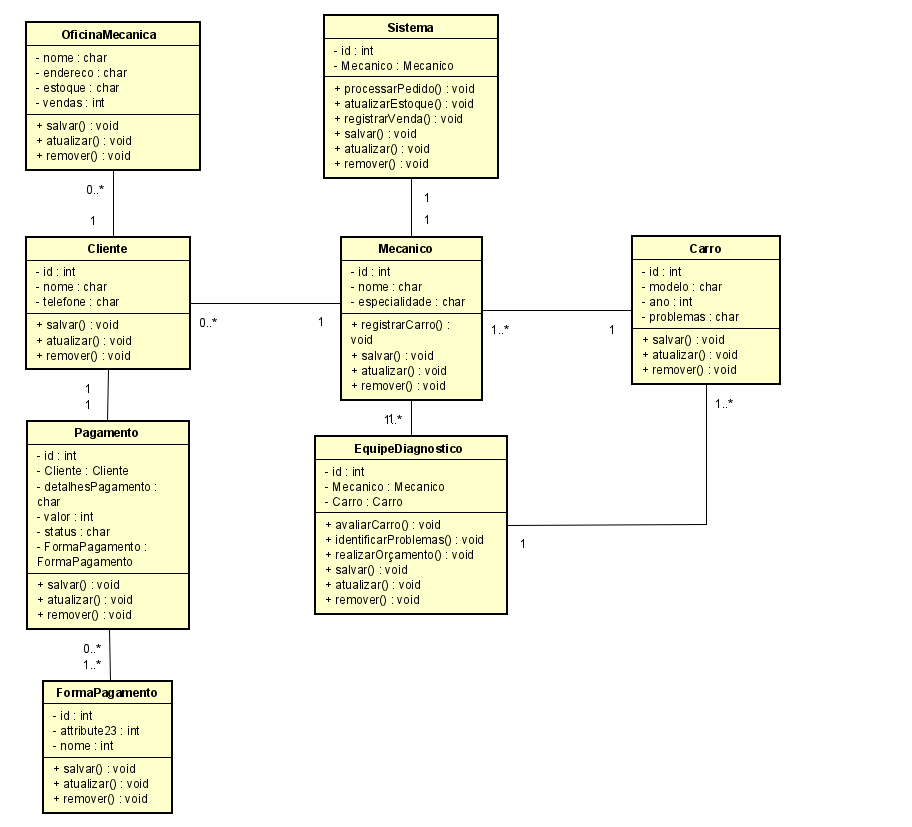 OficinaMecanica
- nome : char
- endereco : char
- estoque : char
- vendas : int
+ salvar() : void
+ atualizar() : void
+ remover() : void
0..*
1
Sistema
- id : int
- Mecanico : Mecanico
+ processarPedido() : void
+ atualizarEstoque() : void
+ registrarVenda() : void
+ salvar() : void
+ atualizar() : void
+ remover() : void
1
1
Cliente
- id : int
- nome : char
- telefone : char
+ salvar() : void
+ atualizar() : void
+ remover() : void
0..*
1
Mecanico
- id : int
- nome : char
- especialidade : char
+ registrarCarro() :
void
+ salvar() : void
+ atualizar() : void
+ remover() : void
1..*
1
Carro
- id : int
- modelo : char
- ano : int
- problemas : char
+ salvar() : void
+ atualizar() : void
+ remover() : void
1..*
1
1
Pagamento
- id : int
- Cliente : Cliente
- detalhesPagamento :
char
- valor : int
- status : char
- FormaPagamento :
FormaPagamento
+ salvar() : void
+ atualizar() : void
+ remover() : void
0..*
1..*
EquipeDiagnostico
- id : int
- Mecanico : Mecanico
- Carro : Carro
+ avaliarCarro() : void
+ identificarProblemas() : void
+ realizarOrçamento() : void
+ salvar() : void
+ atualizar() : void
+ remover() : void
1
FormaPagamento
- id : int
- attribute23 : int
- nome : int
+ salvar() : void
+ atualizar() : void
+ remover() : void